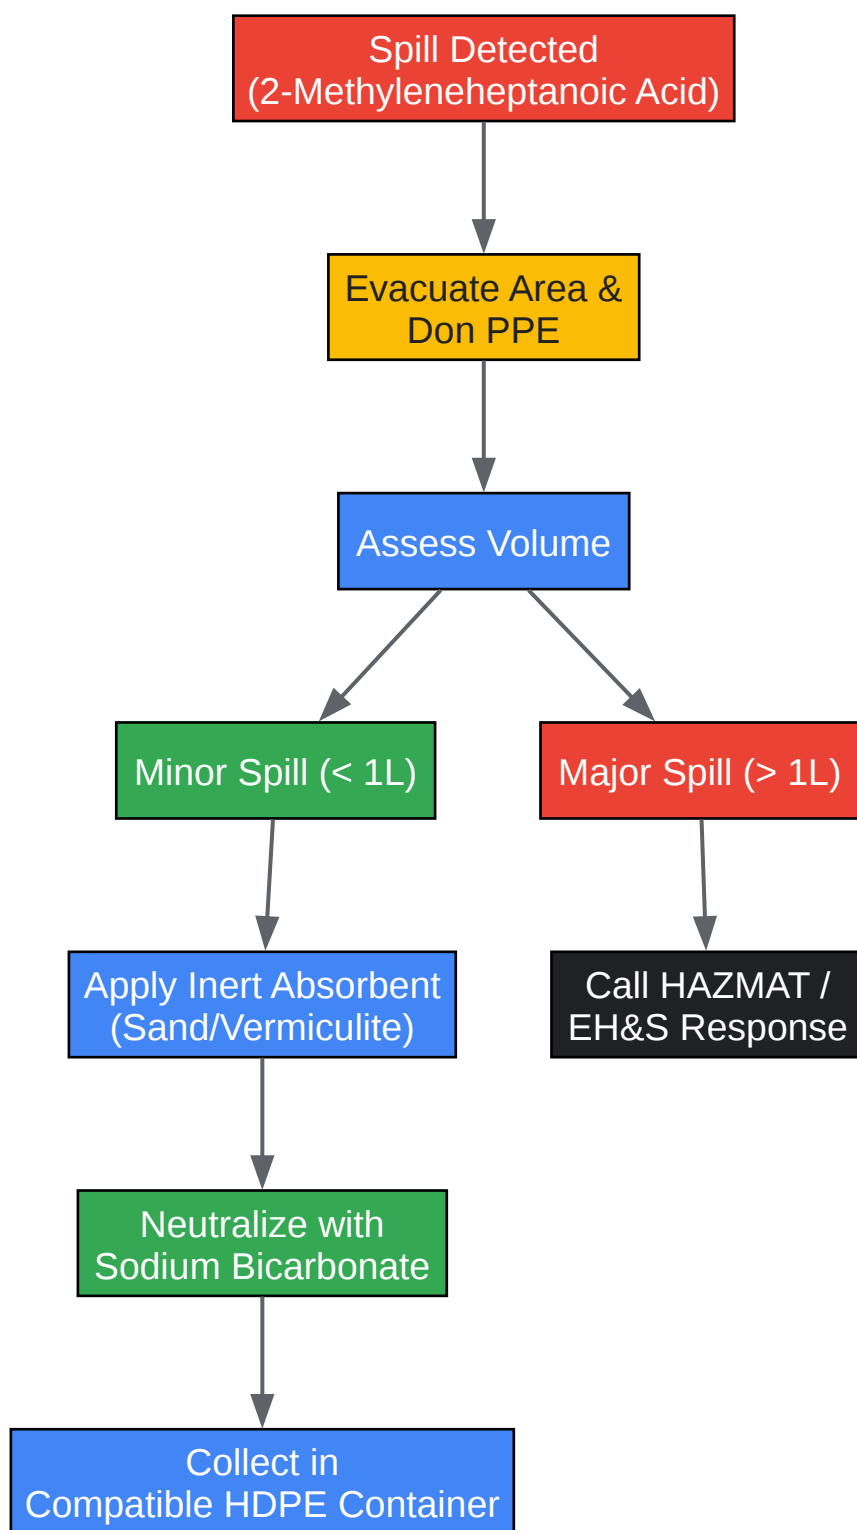 Spill Detected
(2-Methyleneheptanoic Acid)
Evacuate Area &
Don PPE
Assess Volume
Minor Spill (< 1L)
Major Spill (> 1L)
Apply Inert Absorbent
(Sand/Vermiculite)
Call HAZMAT /
EH&S Response
Neutralize with
Sodium Bicarbonate
Collect in
Compatible HDPE Container